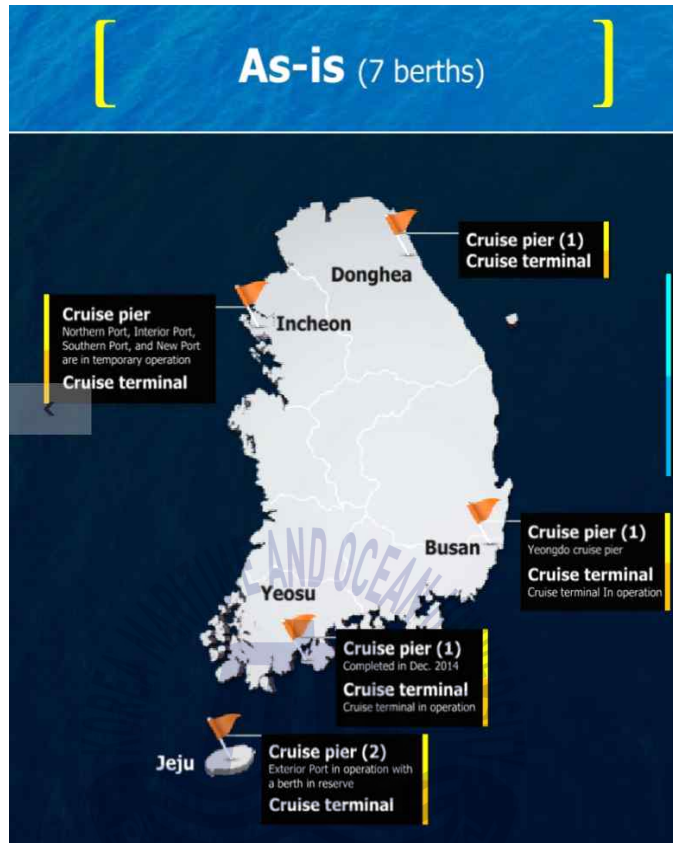 As-is (7 berths)
Cruise pier (1)
Cruise terminal
Donghea
Cruise pier
Northern Port, Interior Port,
Southern Port, and New Port
are in temporary operation
Cruise terminal
Incheon
Cruise pier (1)
Yeongdo cruise pier
Cruise terminal
Cruise terminal In operation
Busan
AND OCEAN
Yeosu
Cruise pier (1)
Completed in Dec. 2014
Cruise terminal
Cruise terminal in operation
Jeju
Cruise pier (2)
Exterior Port in operation with
a berth in reserve
Cruise terminal